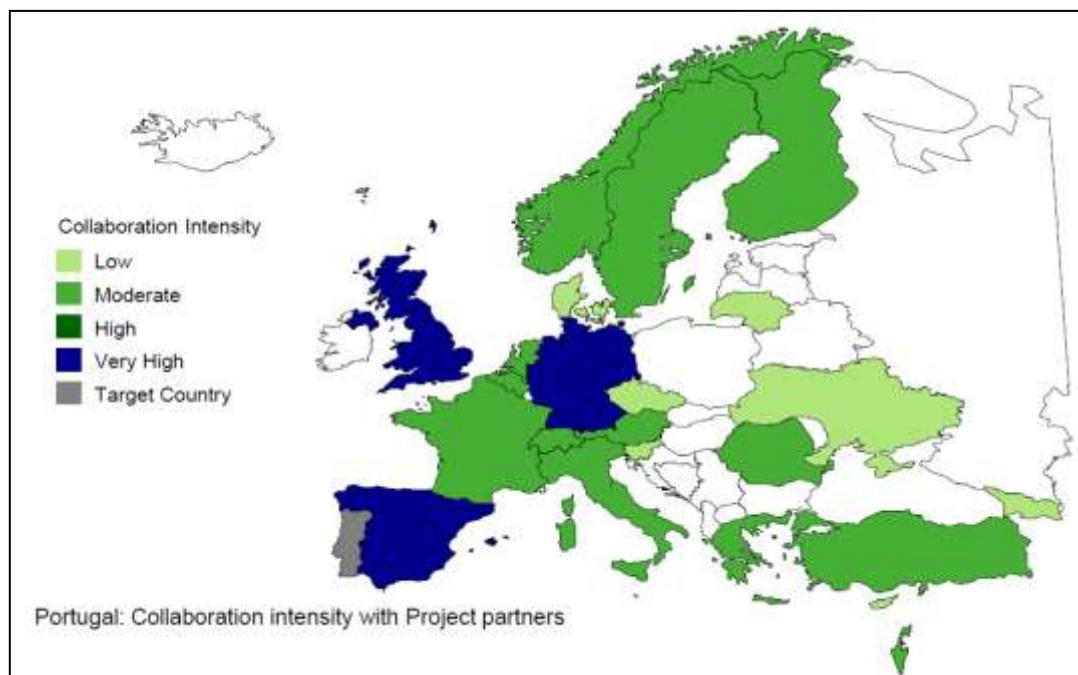 Collaboration Intensity
Low
Moderate
High
Very High
Target Country
Portugal: Collaboration intensity with Project partners